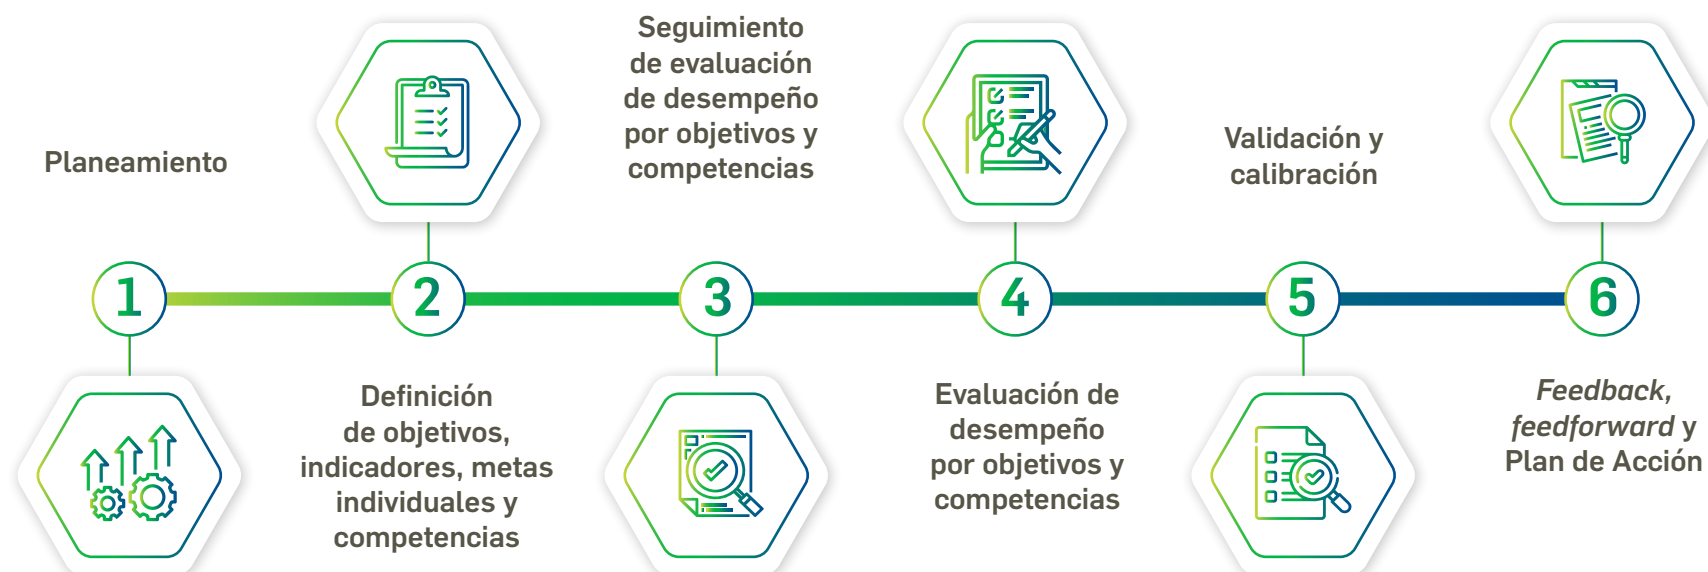 1
Planeamiento
2
Definición
de objetivos,
indicadores, metas
individuales y
competencias
3
Seguimiento
de evaluación
de desempeño
por objetivos y
competencias
4
Evaluación de
desempeño
por objetivos y
competencias
5
Validación y
calibración
6
Feedback,
feedforward y
Plan de Acción